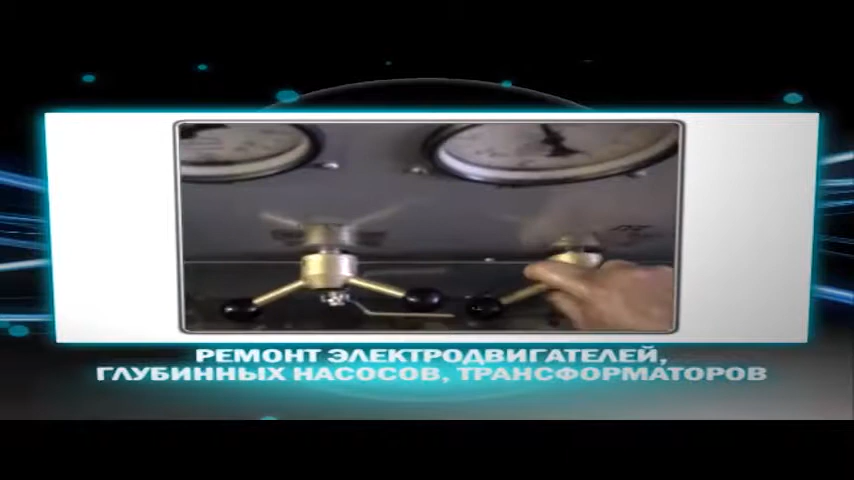 РЕМОНТ ЭЛЕКТРОДВИГАТЕЛЕЙ,
ГЛУБИННЫХ НАСОСОВ, ТРАНСФОРМАТОРОВ